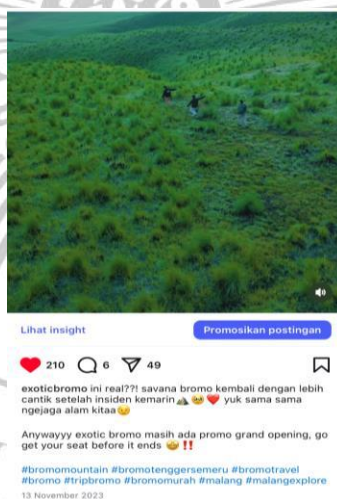 Lihat insight
Promosikan postingan
210 6 49
exoticbromo ini real??! savana bromo kembali dengan lebih
cantik setelah insiden kemarin⛰️🥹❤️ yuk sama sama
ngejaga alam kitaa😉
Anywayyy exotic bromo masih ada promo grand opening, go
get your seat before it ends 🤩‼️
#bromomountain #bromotenggersemeru #bromotravel
#bromo #tripbromo #bromomurah #malang #malangexplore
13 November 2023